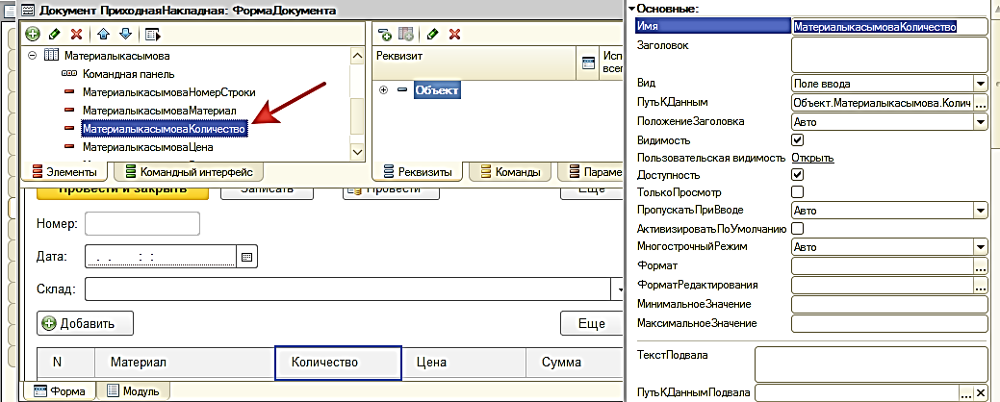 Документ ПриходнаяНакладная: ФормаДокумента
Материалыкасымова
Командная панель
МатериалыкасымоваНомерСтроки
МатериалыкасымоваМатериал
МатериалыкасымоваКоличество
МатериалыкасымоваЦена
Элементы
Командный интерфейс
Реквизит
Испо
всег
Объект
Реквизиты
Команды
Параме
Провести и закрыть
Записать
Провести
Еще
Номер:
Дата:
. . : :
Склад:
Добавить
Еще
N Материал Количество Цена Сумма
Форма
Модуль
Основные:
Имя МатериалыкасымоваКоличество
Заголовок
Вид Поле ввода
ПутьКДанным Объект.Материалыкасымова.Колич ...
ПоложениеЗаголовка Авто
Видимость
Пользовательская видимость Открыть
Доступность
ТолькоПросмотр
ПропускатьПриВводе Авто
АктивизироватьПоУмолчанию
МногострочныйРежим Авто
Формат ...
ФорматРедактирования ...
МинимальноеЗначение
МаксимальноеЗначение
ТекстПодвала
ПутьКДаннымПодвала ... ×